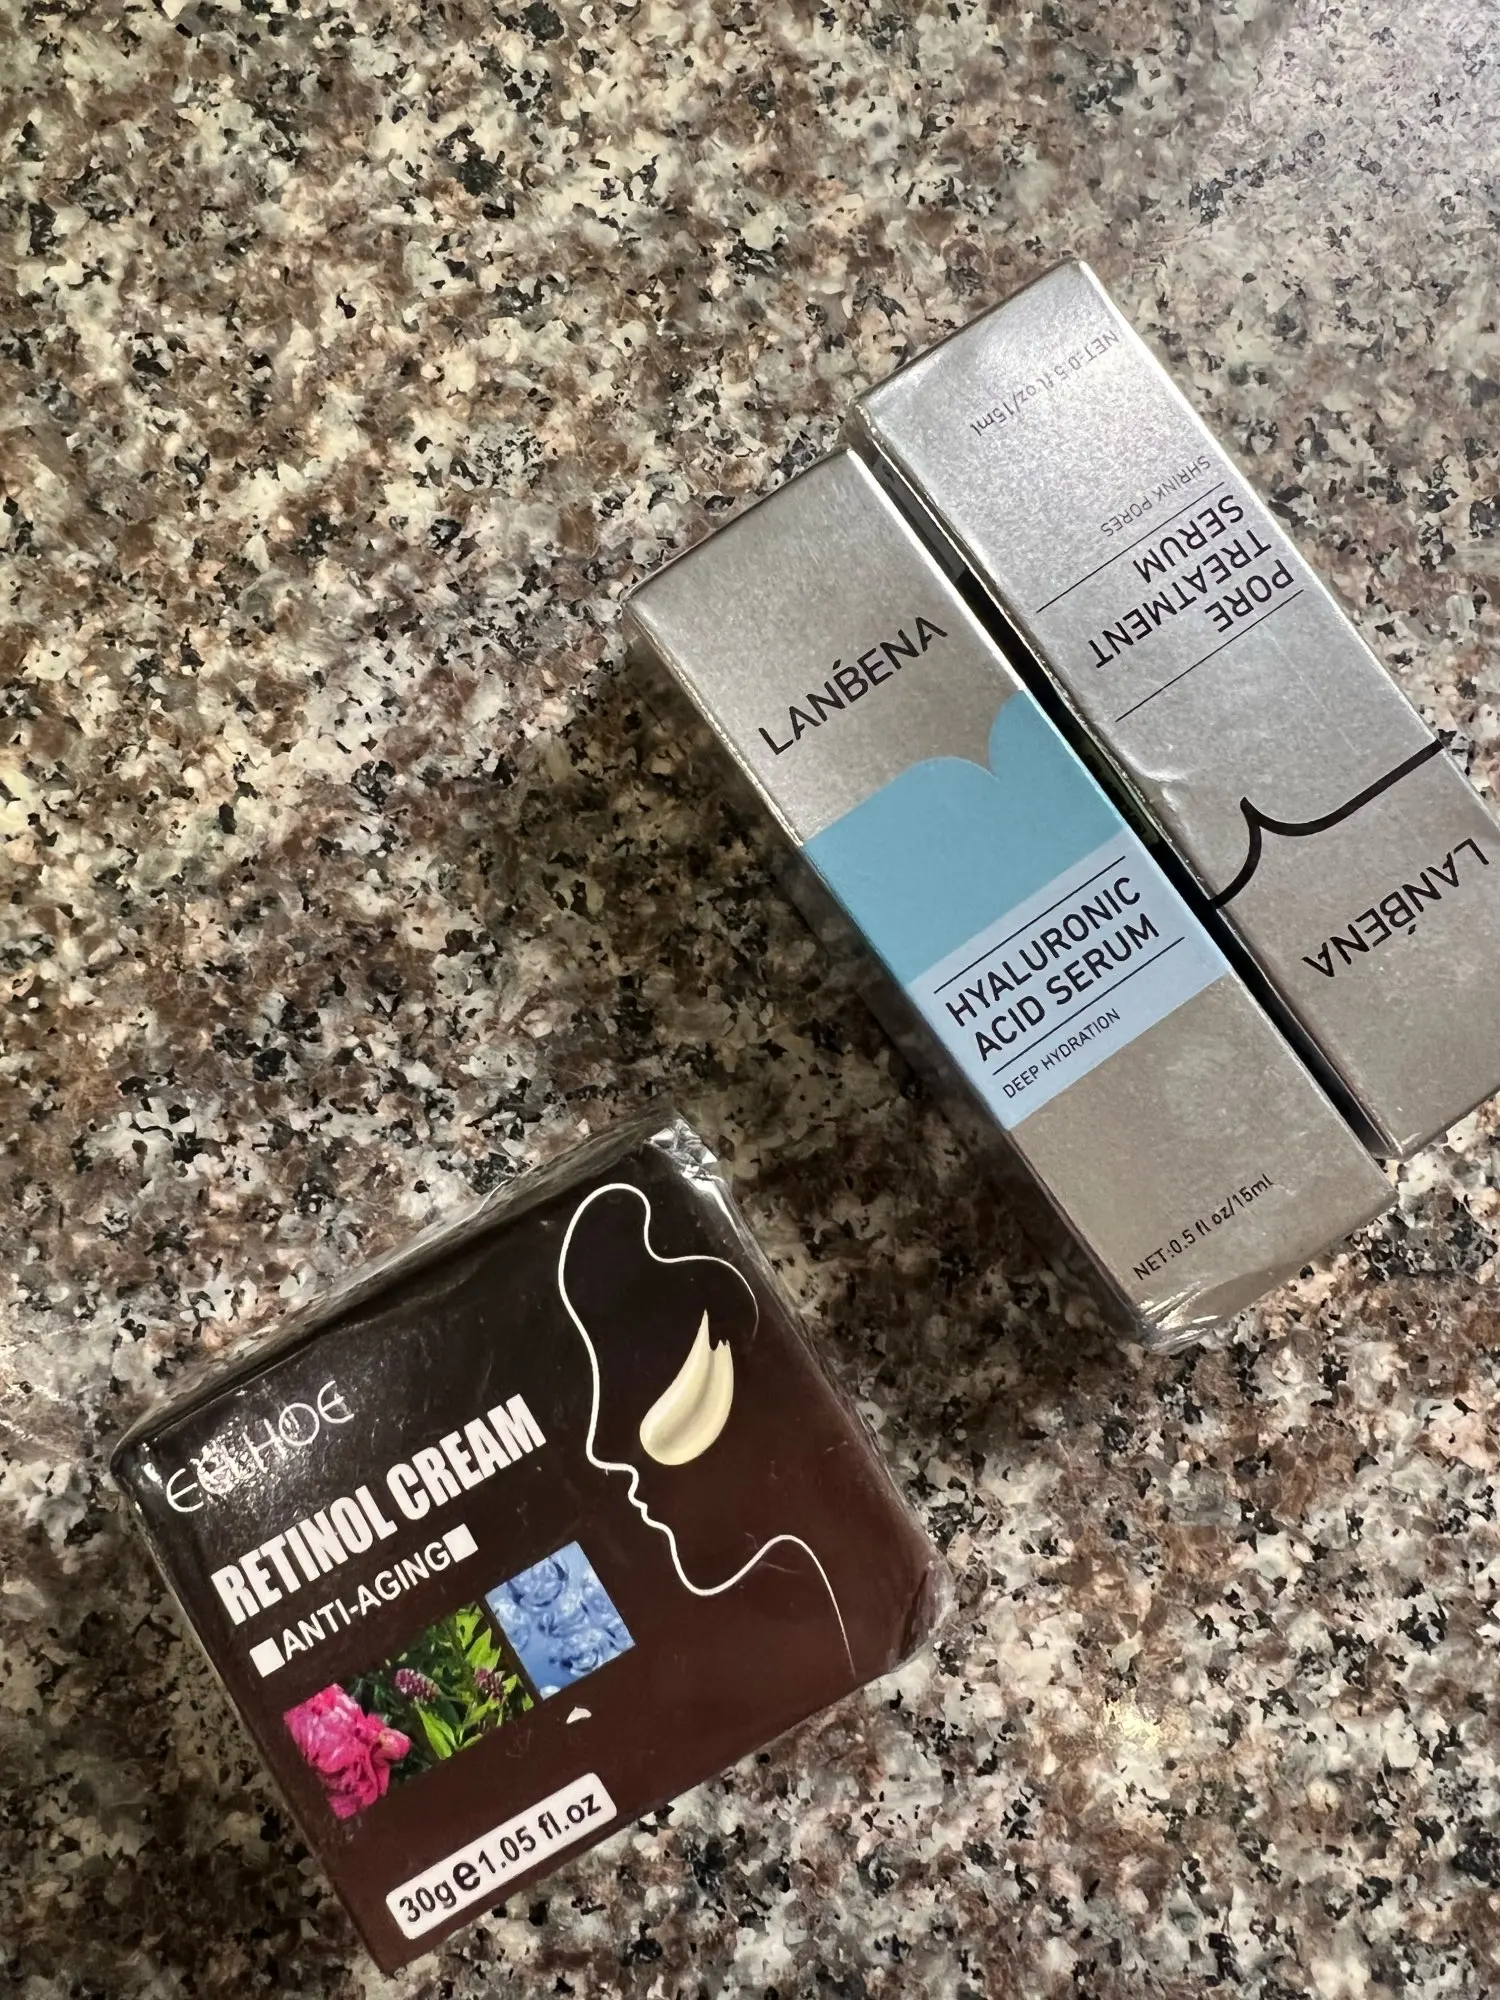 LANBENA
HYALURONIC
ACID SERUM
DEEP HYDRATION
NET:0.5 fl oz/15ml
LANBENA
PORE
TREATMENT
SERUM
SHRINK PORES
NET:0.5 fl oz/15ml
EELHOE
RETINOL CREAM
ANTI-AGING
30g e 1.05 fl.oz